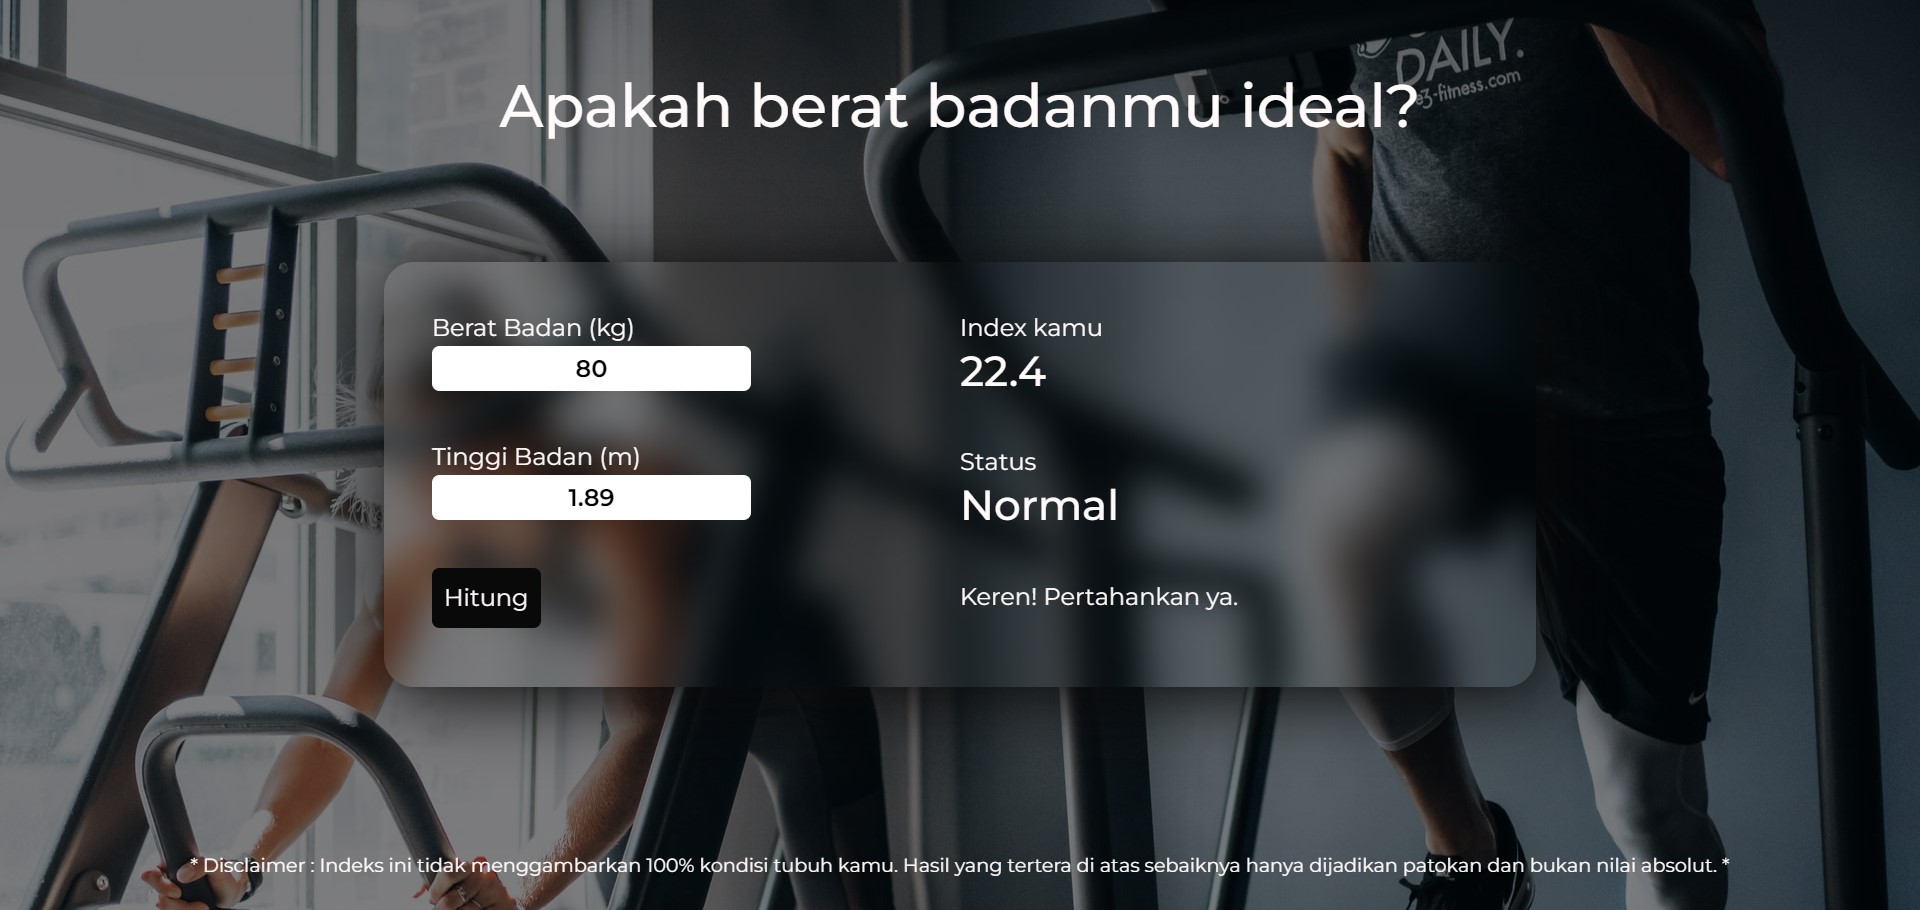 DAILY.
e3-fitness.com
Apakah berat badanmu ideal?
Berat Badan (kg)
80
Tinggi Badan (m)
1.89
Hitung
Index kamu
22.4
Status
Normal
Keren! Pertahankan ya.
* Disclaimer : Indeks ini tidak menggambarkan 100% kondisi tubuh kamu. Hasil yang tertera di atas sebaiknya hanya dijadikan patokan dan bukan nilai absolut. *